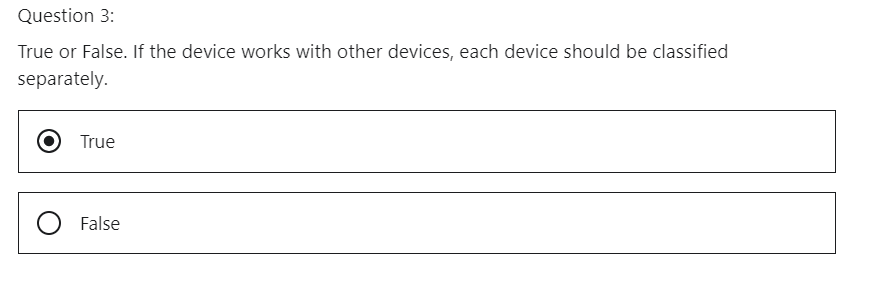 Question 3:
True or False. If the device works with other devices, each device should be classified
separately.
True
False